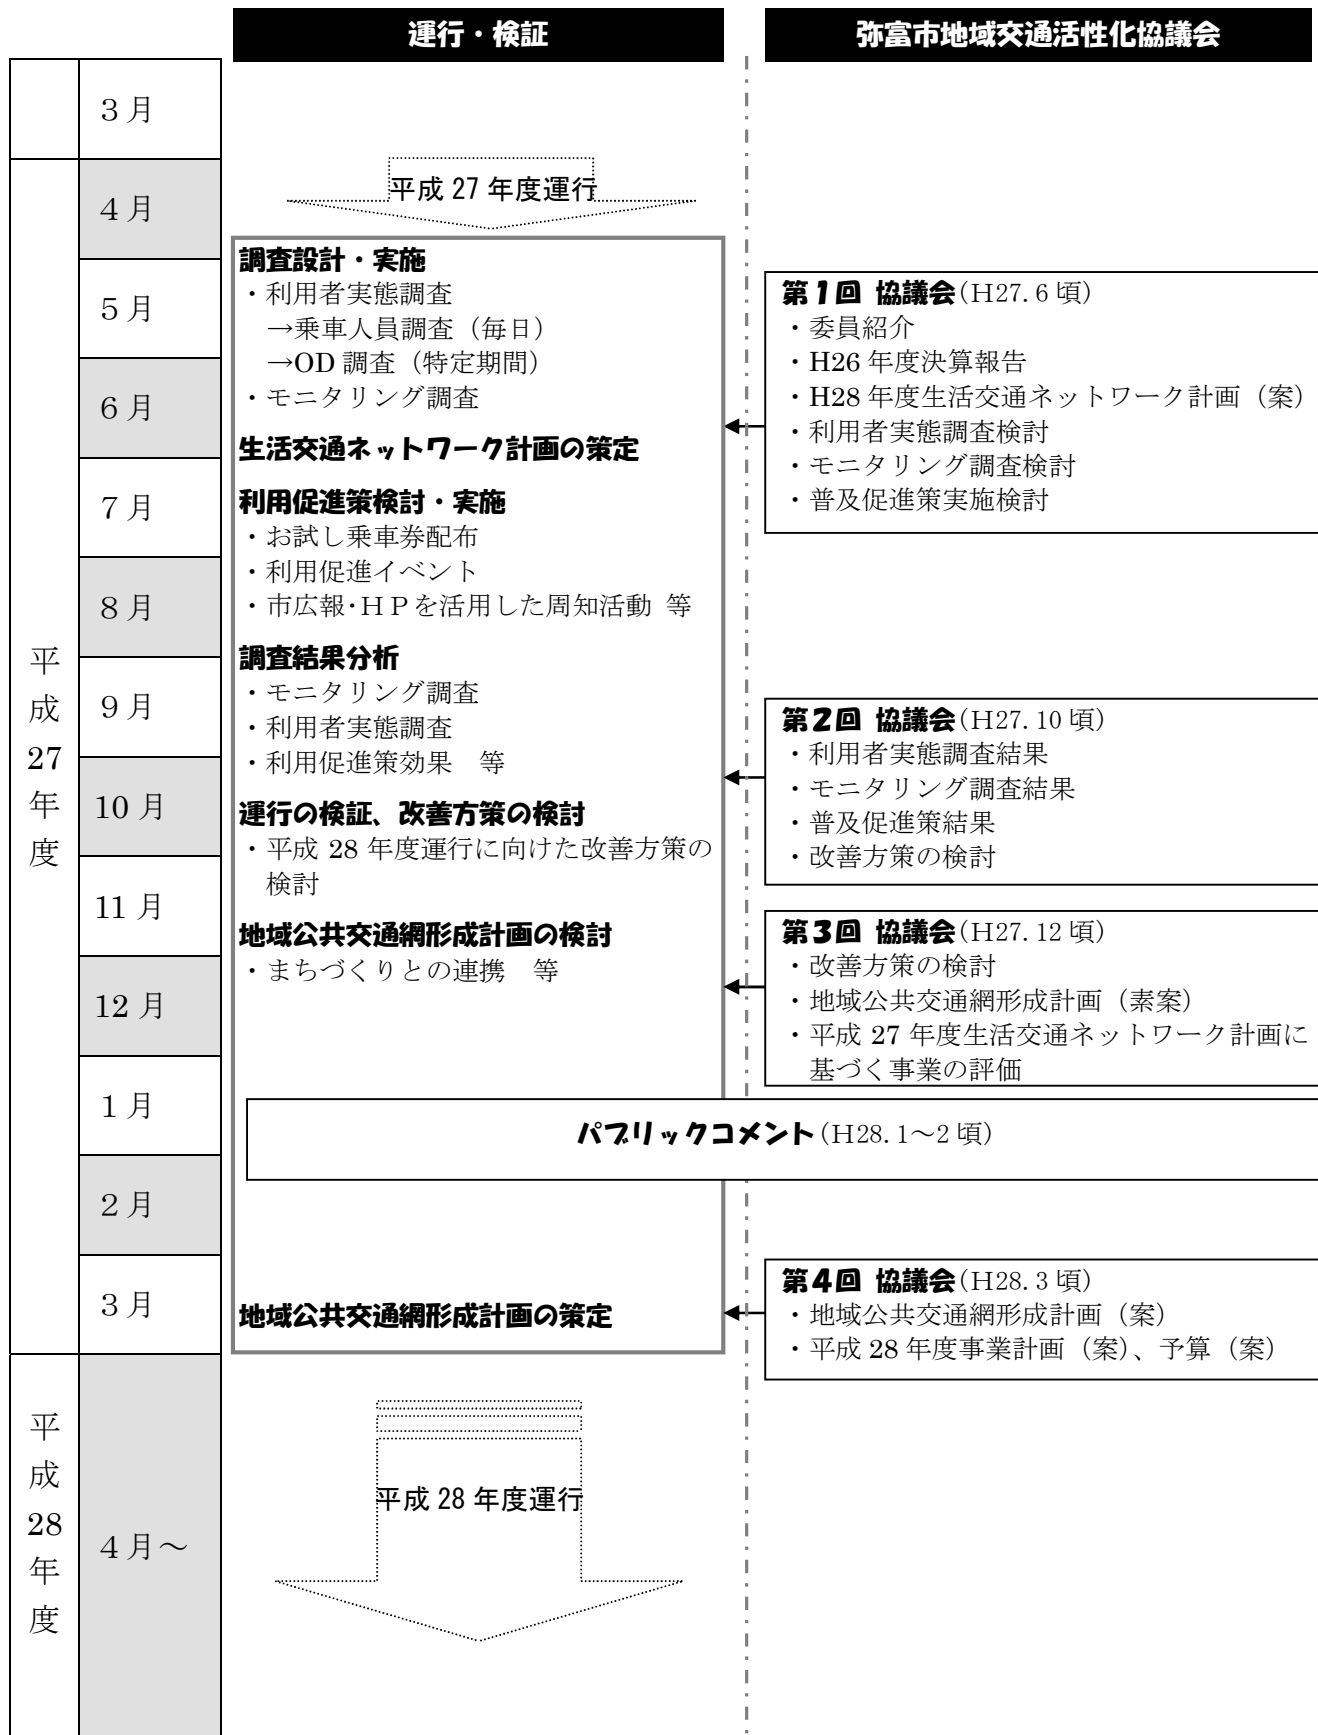 運行・検証
弥富市地域交通活性化協議会
3月
平成27年度
4月
5月
6月
7月
8月
9月
10月
11月
12月
1月
2月
3月
平成28年度
4月～
平成27年度運行
調査設計・実施
・利用者実態調査
→乗車人員調査（毎日）
→OD調査（特定期間）
・モニタリング調査
生活交通ネットワーク計画の策定
利用促進策検討・実施
・お試し乗車券配布
・利用促進イベント
・市広報・ＨＰを活用した周知活動 等
調査結果分析
・モニタリング調査
・利用者実態調査
・利用促進策効果　等
運行の検証、改善方策の検討
・平成28年度運行に向けた改善方策の
検討
地域公共交通網形成計画の検討
・まちづくりとの連携　等
地域公共交通網形成計画の策定
平成28年度運行
第1回 協議会(H27.6頃)
・委員紹介
・H26年度決算報告
・H28年度生活交通ネットワーク計画（案）
・利用者実態調査検討
・モニタリング調査検討
・普及促進策実施検討
第2回 協議会(H27.10頃)
・利用者実態調査結果
・モニタリング調査結果
・普及促進策結果
・改善方策の検討
第3回 協議会(H27.12頃)
・改善方策の検討
・地域公共交通網形成計画（素案）
・平成27年度生活交通ネットワーク計画に
基づく事業の評価
パブリックコメント(H28.1～2頃)
第4回 協議会(H28.3頃)
・地域公共交通網形成計画（案）
・平成28年度事業計画（案）、予算（案）